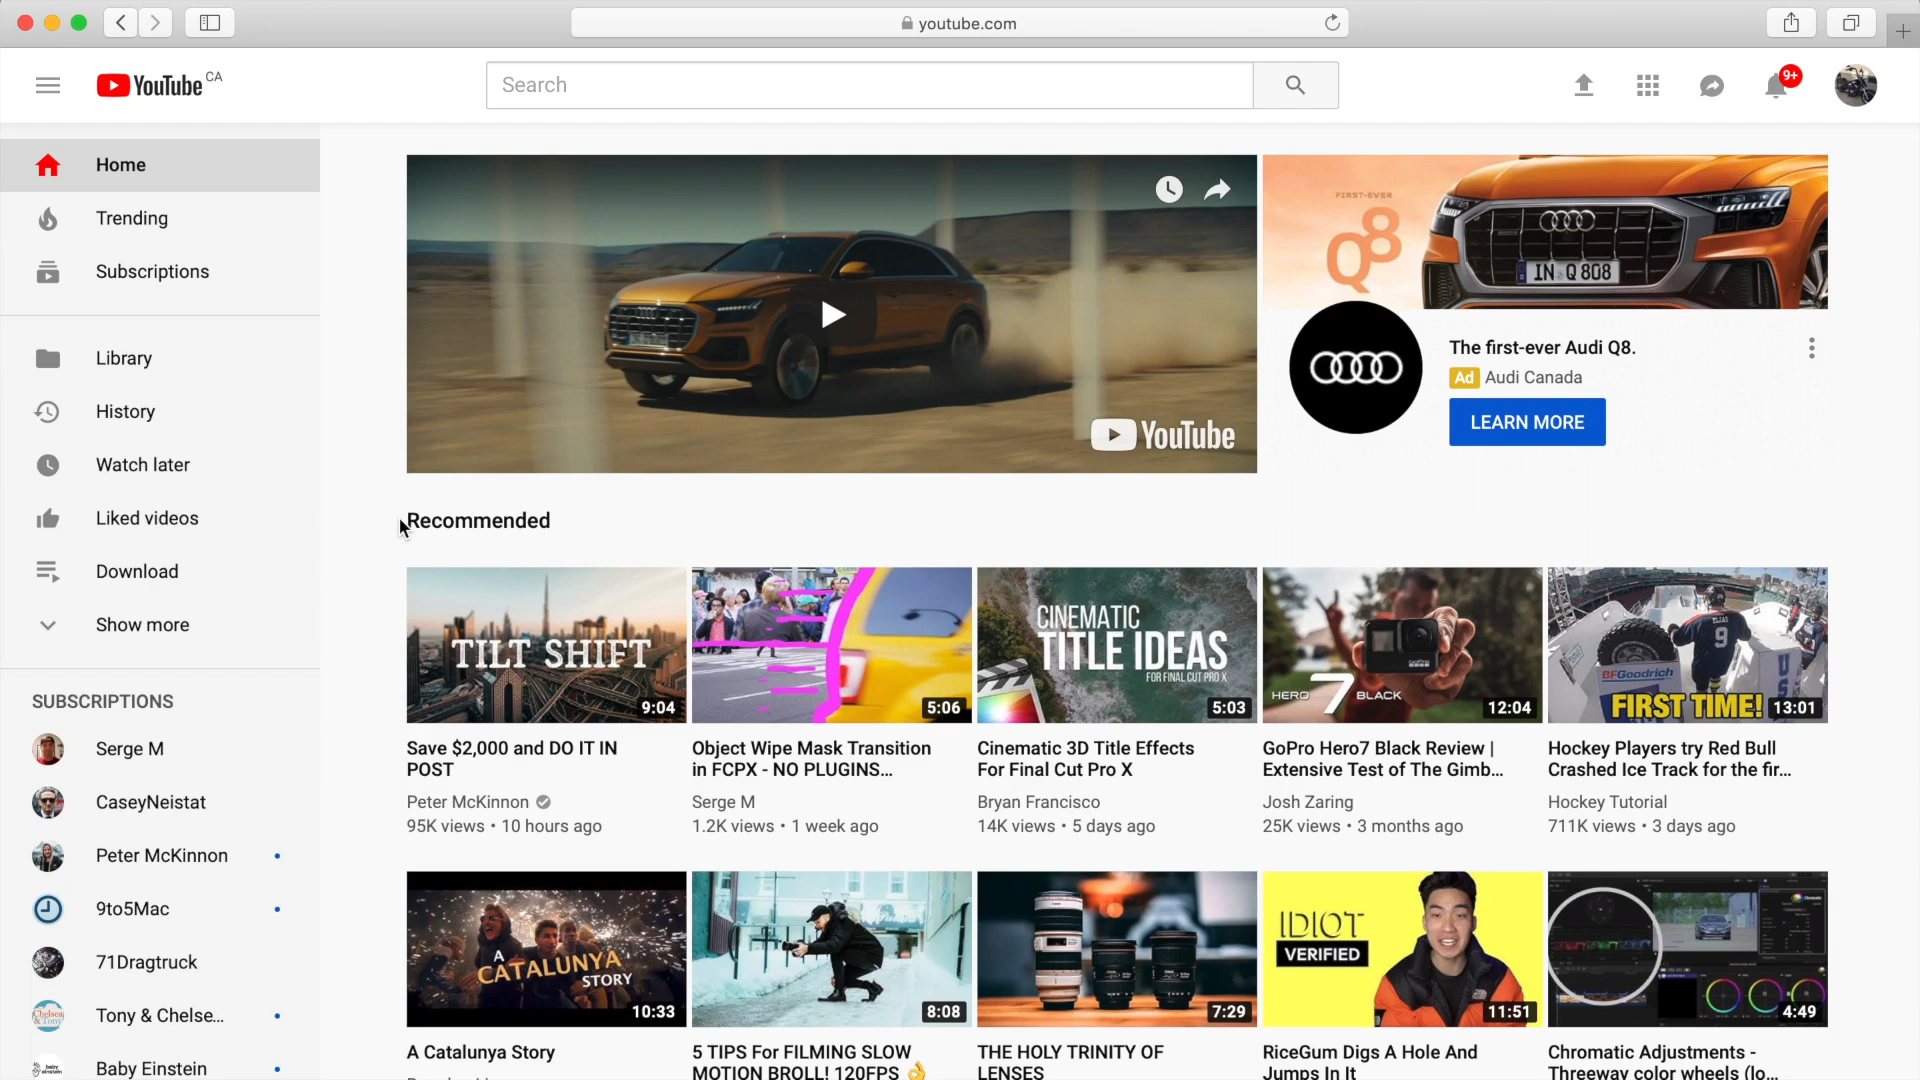 youtube.com
YouTube CA
Search
9+
Home
Trending
Subscriptions
Library
History
Watch later
Liked videos
Download
Show more
SUBSCRIPTIONS
Serge M
CaseyNeistat
Peter McKinnon
9to5Mac
71Dragtruck
Tony & Chelse...
Baby Einstein
YouTube
FIRST-EVER
Q8
IN Q 808
The first-ever Audi Q8.
Ad Audi Canada
LEARN MORE
Recommended
TILT SHIFT
9:04
Save $2,000 and DO IT IN
POST
Peter McKinnon
95K views • 10 hours ago
5:06
Object Wipe Mask Transition
in FCPX - NO PLUGINS...
Serge M
1.2K views • 1 week ago
CINEMATIC
TITLE IDEAS
FOR FINAL CUT PRO X
5:03
Cinematic 3D Title Effects
For Final Cut Pro X
Bryan Francisco
14K views • 5 days ago
HERO 7 BLACK
12:04
GoPro Hero7 Black Review |
Extensive Test of The Gimb...
Josh Zaring
25K views • 3 months ago
9
BFGoodrich
FIRST TIME!
13:01
Hockey Players try Red Bull
Crashed Ice Track for the fir...
Hockey Tutorial
711K views • 3 days ago
A
CATALUNYA
STORY
10:33
A Catalunya Story
8:08
5 TIPS For FILMING SLOW
MOTION BROLL! 120FPS 👌
7:29
THE HOLY TRINITY OF
LENSES
IDIOT
VERIFIED
11:51
RiceGum Digs A Hole And
Jumps In It
4:49
Chromatic Adjustments -
Threeway color wheels (lo...